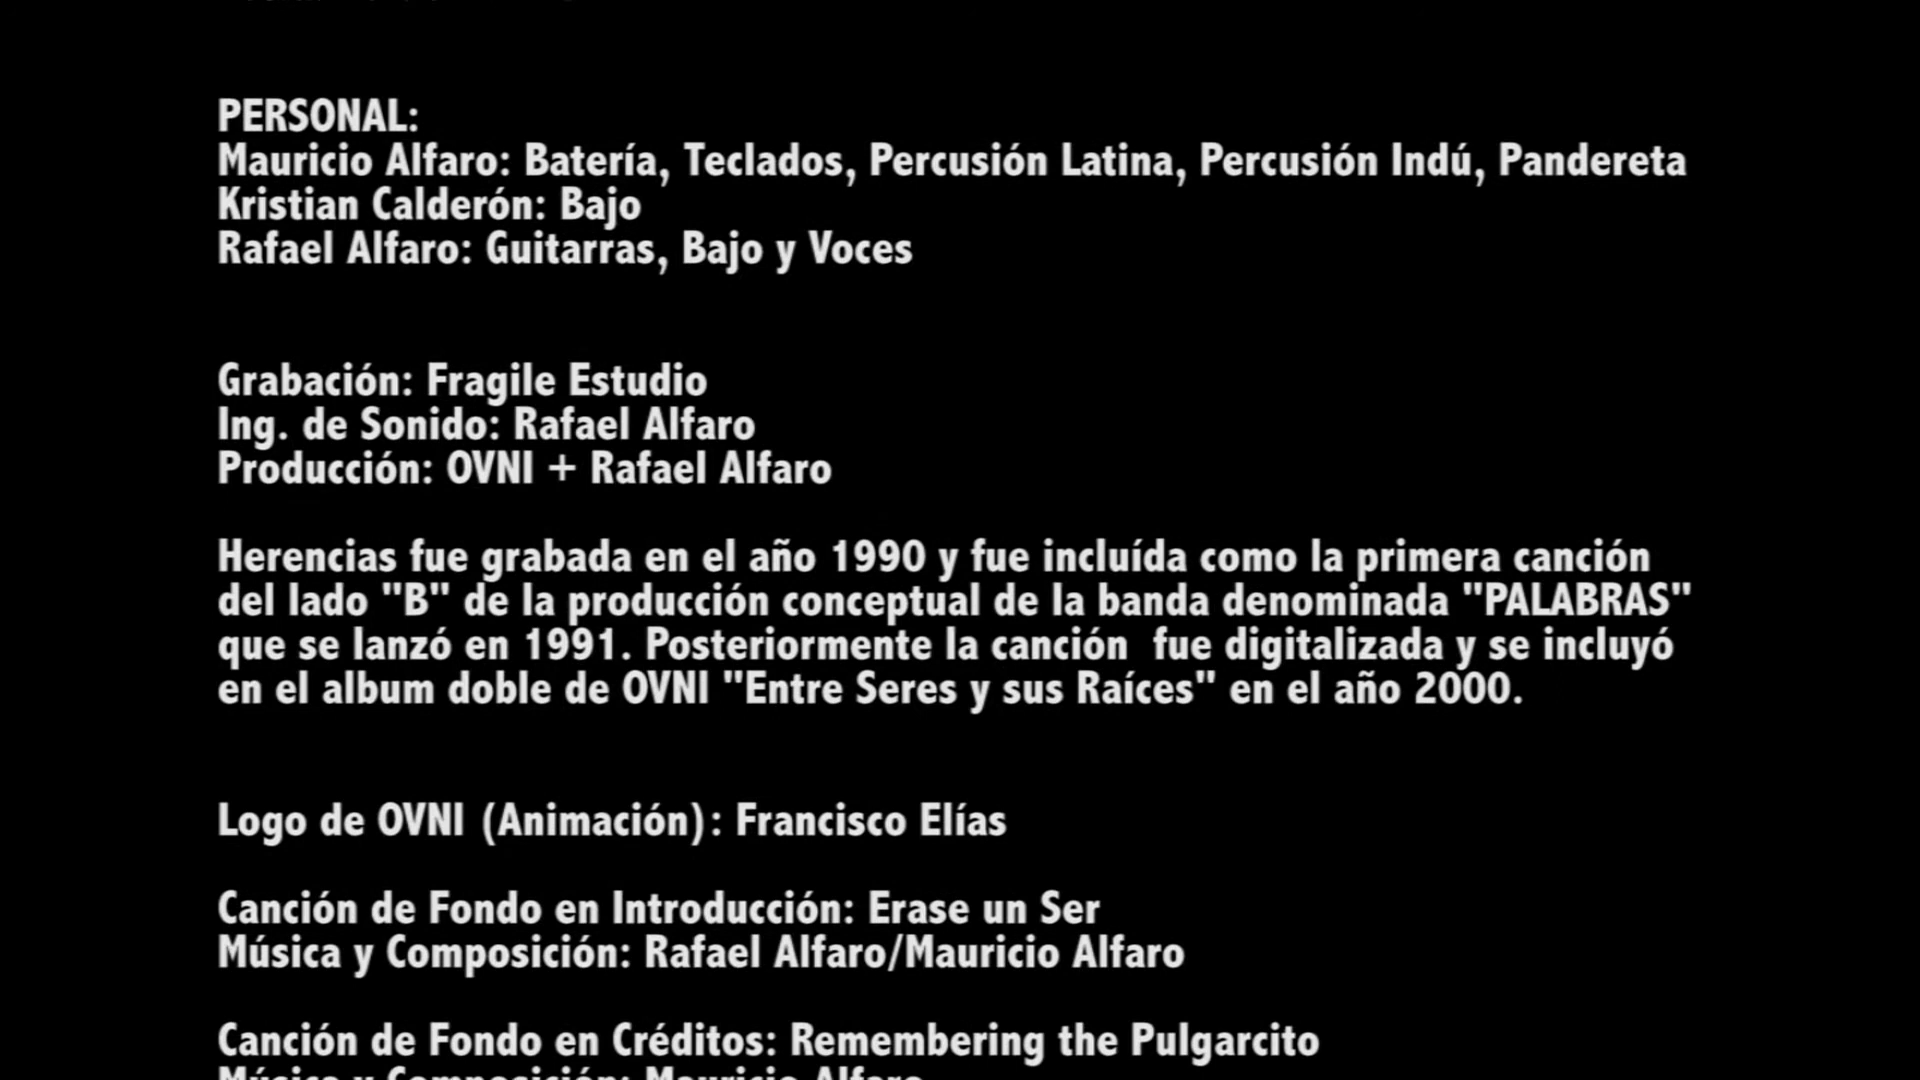 PERSONAL:
Mauricio Alfaro: Batería, Teclados, Percusión Latina, Percusión Indú, Pandereta
Kristian Calderón: Bajo
Rafael Alfaro: Guitarras, Bajo y Voces
Grabación: Fragile Estudio
Ing. de Sonido: Rafael Alfaro
Producción: OVNI + Rafael Alfaro
Herencias fue grabada en el año 1990 y fue incluída como la primera canción
del lado "B" de la producción conceptual de la banda denominada "PALABRAS"
que se lanzó en 1991. Posteriormente la canción  fue digitalizada y se incluyó
en el album doble de OVNI "Entre Seres y sus Raíces" en el año 2000.
Logo de OVNI (Animación): Francisco Elías
Canción de Fondo en Introducción: Erase un Ser
Música y Composición: Rafael Alfaro/Mauricio Alfaro
Canción de Fondo en Créditos: Remembering the Pulgarcito
Música y Composición: Mauricio Alfaro